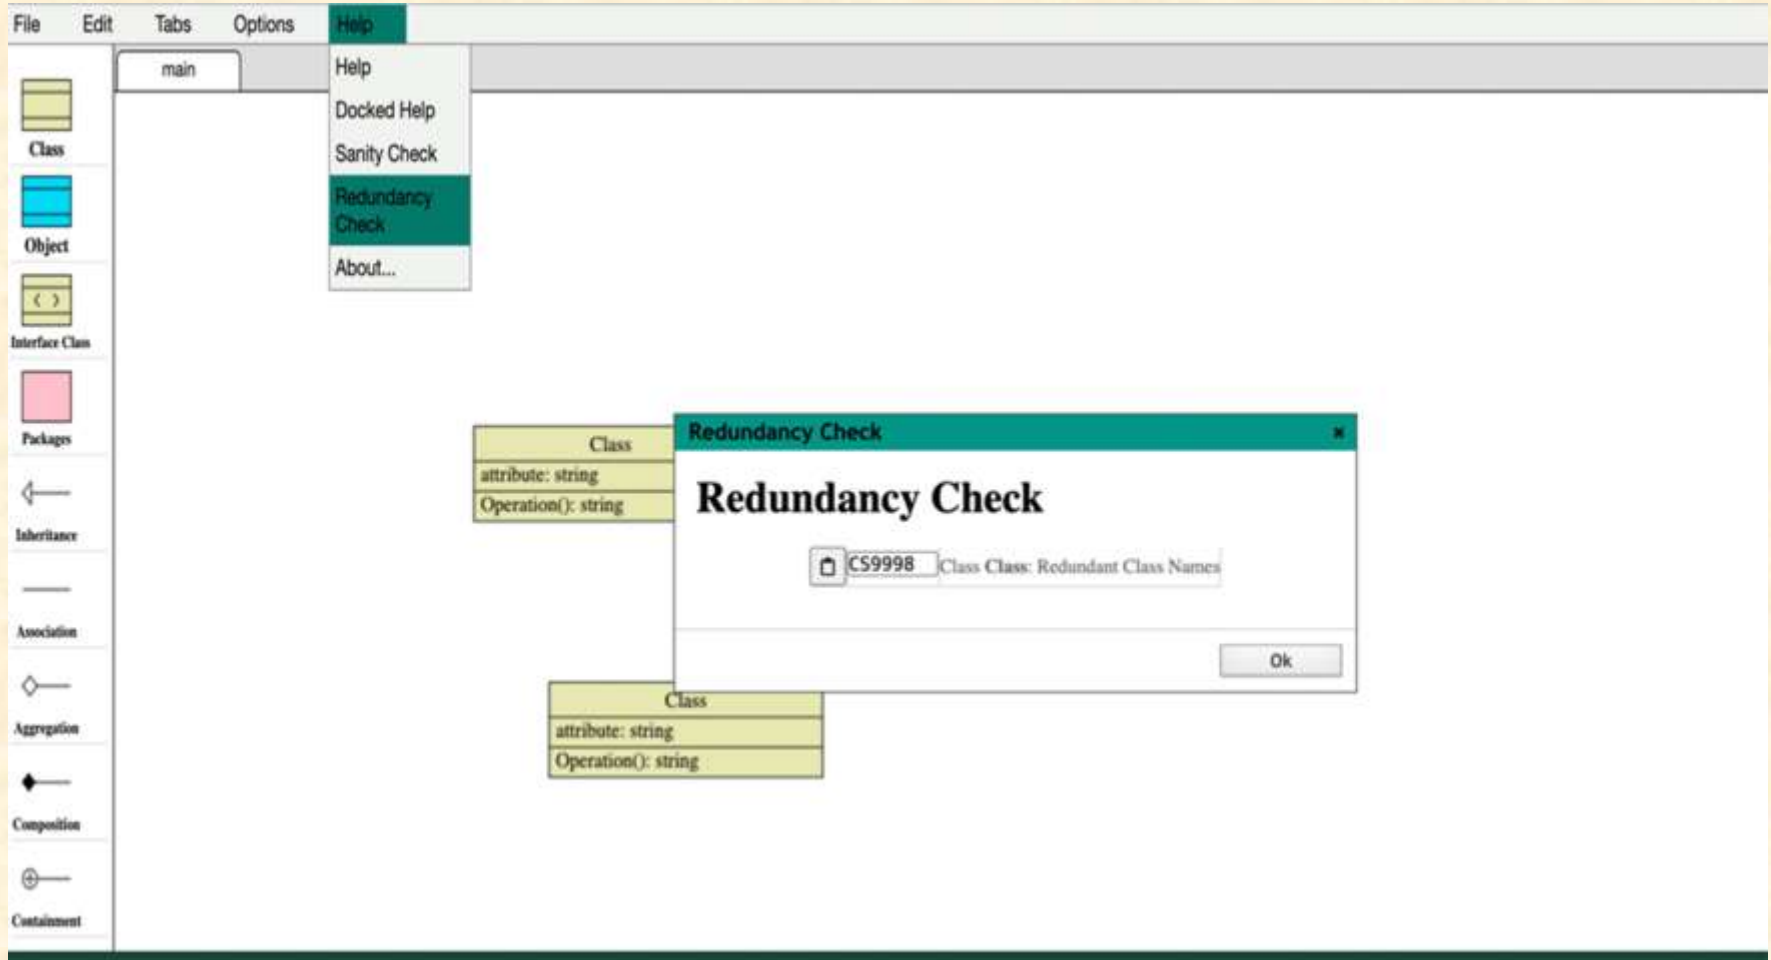 File Edit Tabs Options Help
main
Help
Docked Help
Sanity Check
Redundancy
Check
About...
Class
Object
Interface Class
Packages
Inheritance
Association
Aggregation
Composition
Containment
Class
attribute: string
Operation(): string
Redundancy Check
Redundancy Check
CS9998 Class Class: Redundant Class Names
Ok
Class
attribute: string
Operation(): string